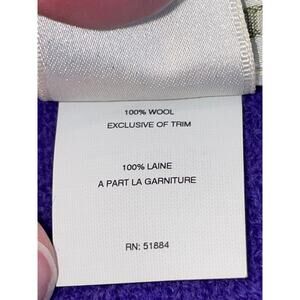 100% WOOL
EXCLUSIVE OF TRIM
100% LAINE
A PART LA GARNITURE
RN: 51884